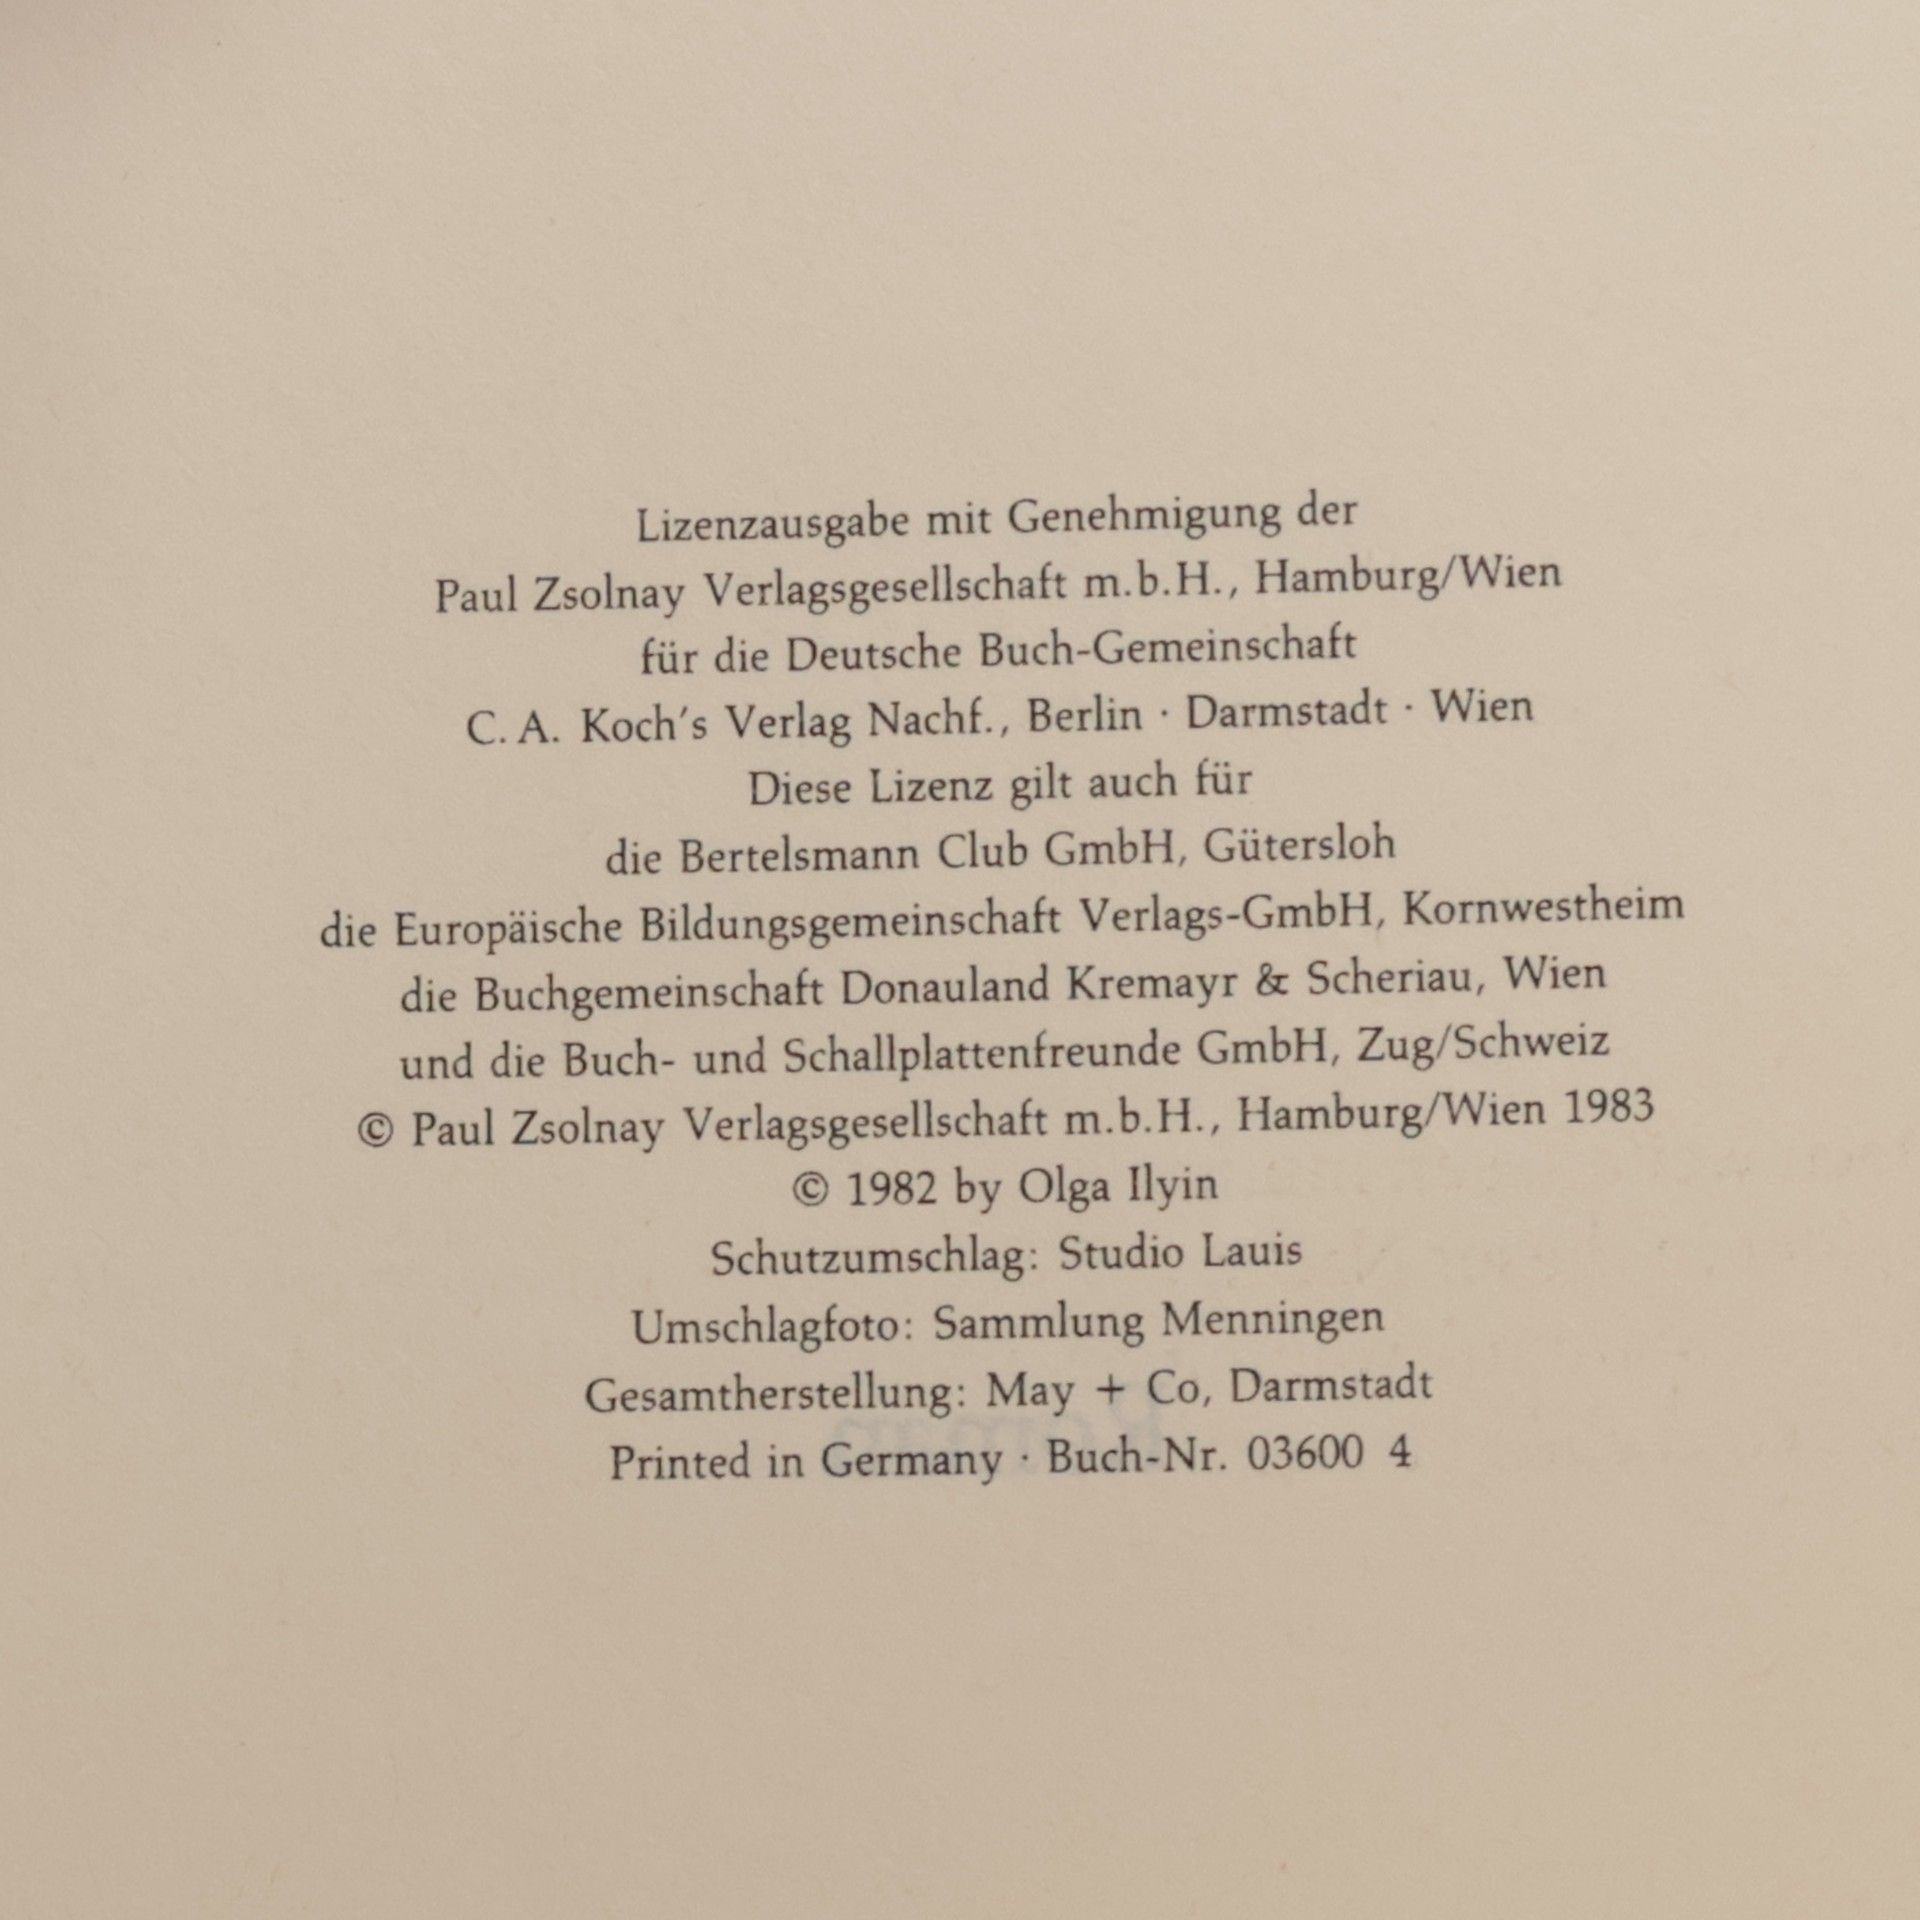 Lizenzausgabe mit Genehmigung der
Paul Zsolnay Verlagsgesellschaft m.b.H., Hamburg/Wien
für die Deutsche Buch-Gemeinschaft
C. A. Koch's Verlag Nachf., Berlin · Darmstadt · Wien
Diese Lizenz gilt auch für
die Bertelsmann Club GmbH, Gütersloh
die Europäische Bildungsgemeinschaft Verlags-GmbH, Kornwestheim
die Buchgemeinschaft Donauland Kremayr & Scheriau, Wien
und die Buch- und Schallplattenfreunde GmbH, Zug/Schweiz
© Paul Zsolnay Verlagsgesellschaft m.b.H., Hamburg/Wien 1983
© 1982 by Olga Ilyin
Schutzumschlag: Studio Lauis
Umschlagfoto: Sammlung Menningen
Gesamtherstellung: May + Co, Darmstadt
Printed in Germany · Buch-Nr. 03600 4